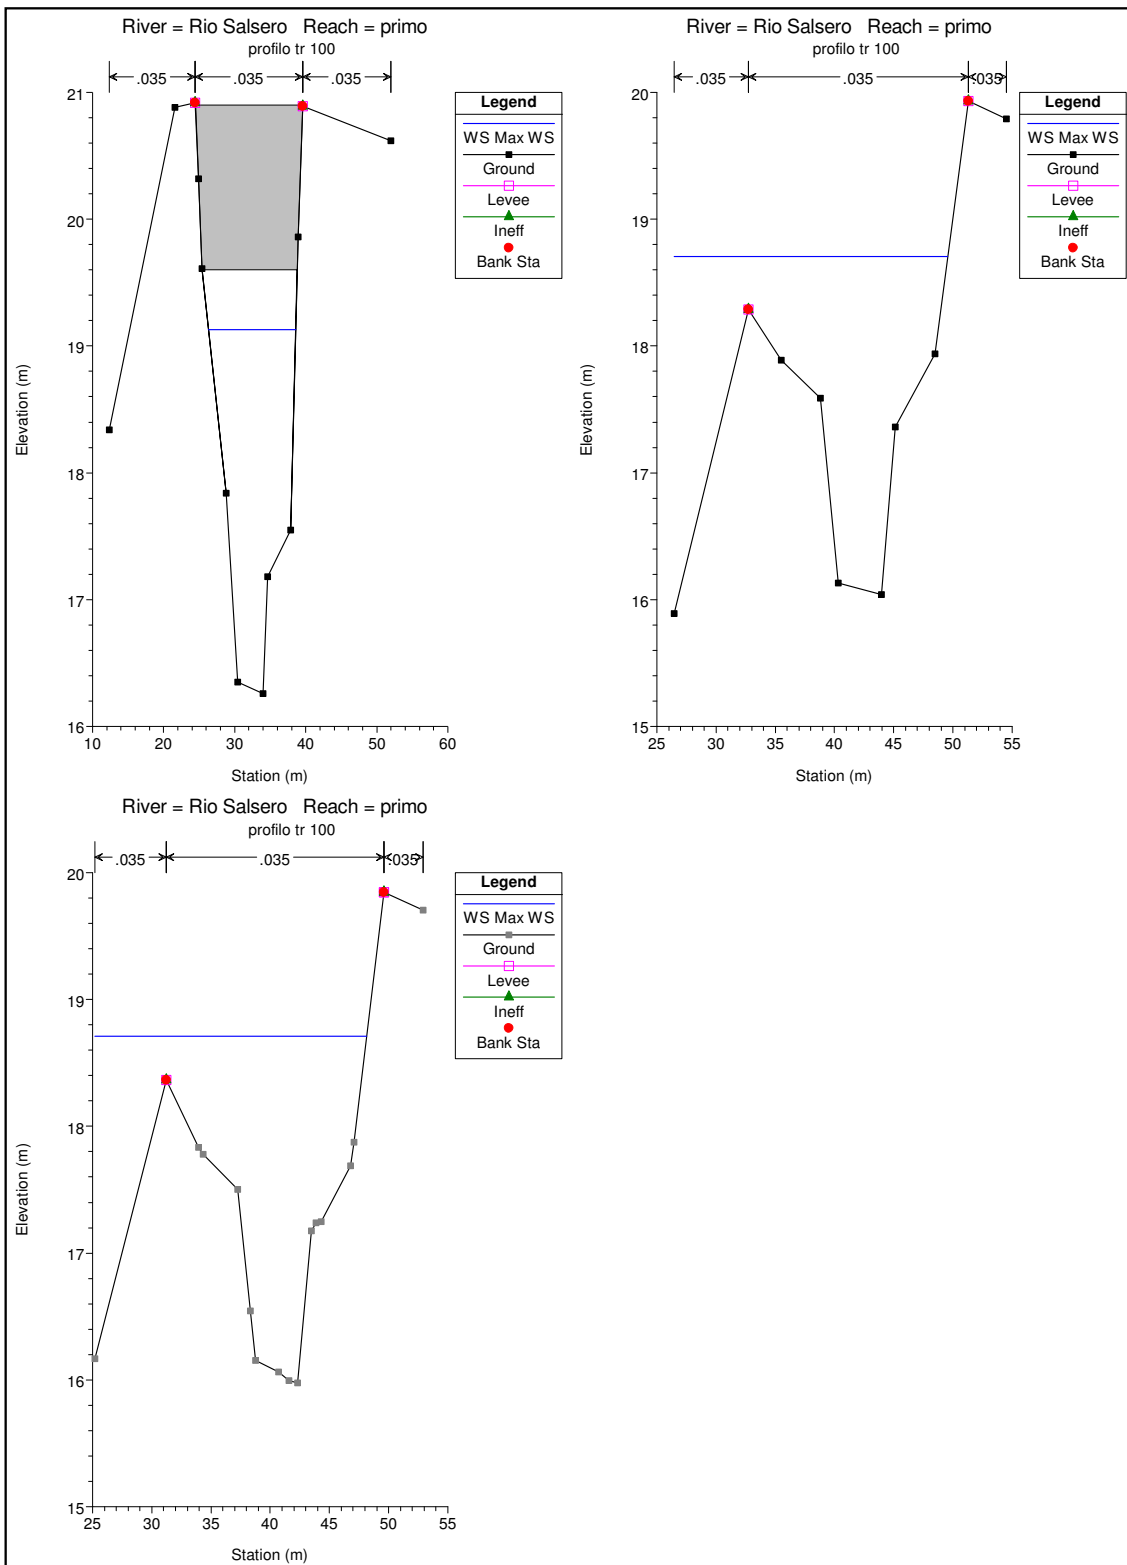 River = Rio Salsero Reach = primo
profilo tr 100
.035 .035 .035
21
20
19
18
17
16
10 20 30 40 50 60
Elevation (m)
Station (m)
Legend
WS Max WS
Ground
Levee
Ineff
Bank Sta
River = Rio Salsero Reach = primo
profilo tr 100
.035 .035 .035
20
19
18
17
16
15
25 30 35 40 45 50 55
Elevation (m)
Station (m)
Legend
WS Max WS
Ground
Levee
Ineff
Bank Sta
River = Rio Salsero Reach = primo
profilo tr 100
.035 .035 .035
20
19
18
17
16
15
25 30 35 40 45 50 55
Elevation (m)
Station (m)
Legend
WS Max WS
Ground
Levee
Ineff
Bank Sta